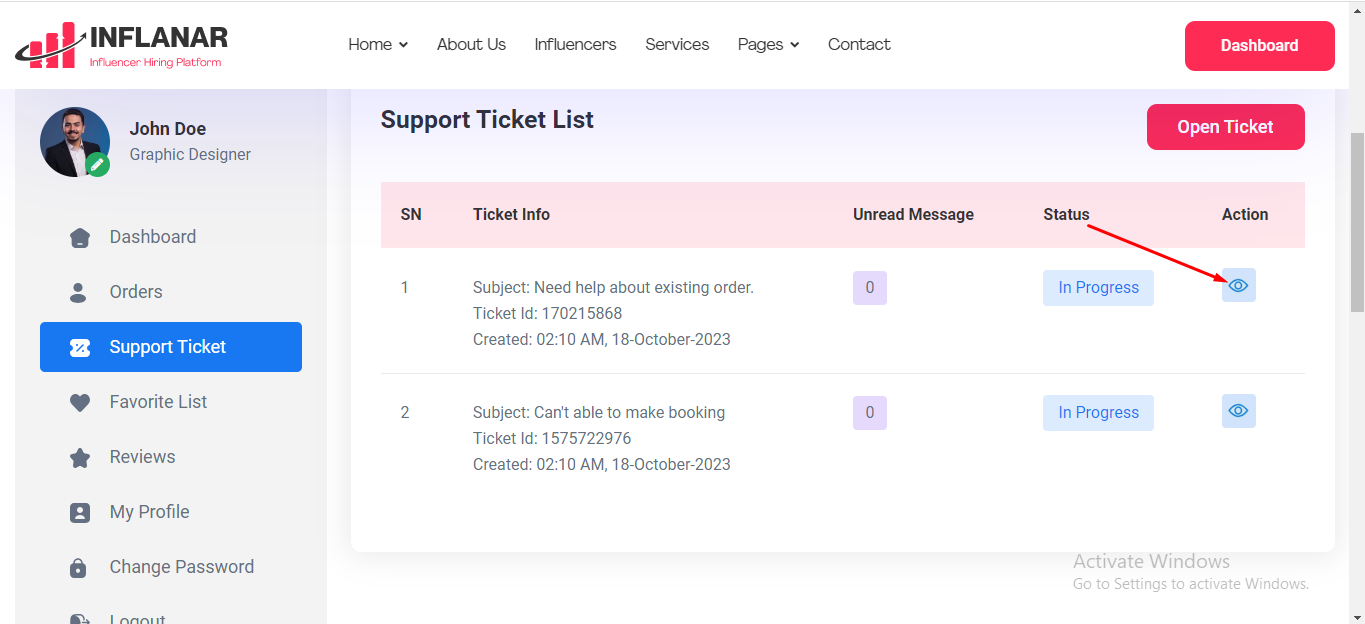 INFLANAR
Influencer Hiring Platform
Home
About Us
Influencers
Services
Pages
Contact
Dashboard
John Doe
Graphic Designer
Dashboard
Orders
Support Ticket
Favorite List
Reviews
My Profile
Change Password
Logout
Support Ticket List
Open Ticket
SN Ticket Info Unread Message Status Action
1 Subject: Need help about existing order. 0 In Progress
Ticket Id: 170215868
Created: 02:10 AM, 18-October-2023
2 Subject: Can't able to make booking 0 In Progress
Ticket Id: 1575722976
Created: 02:10 AM, 18-October-2023
Activate Windows
Go to Settings to activate Windows.